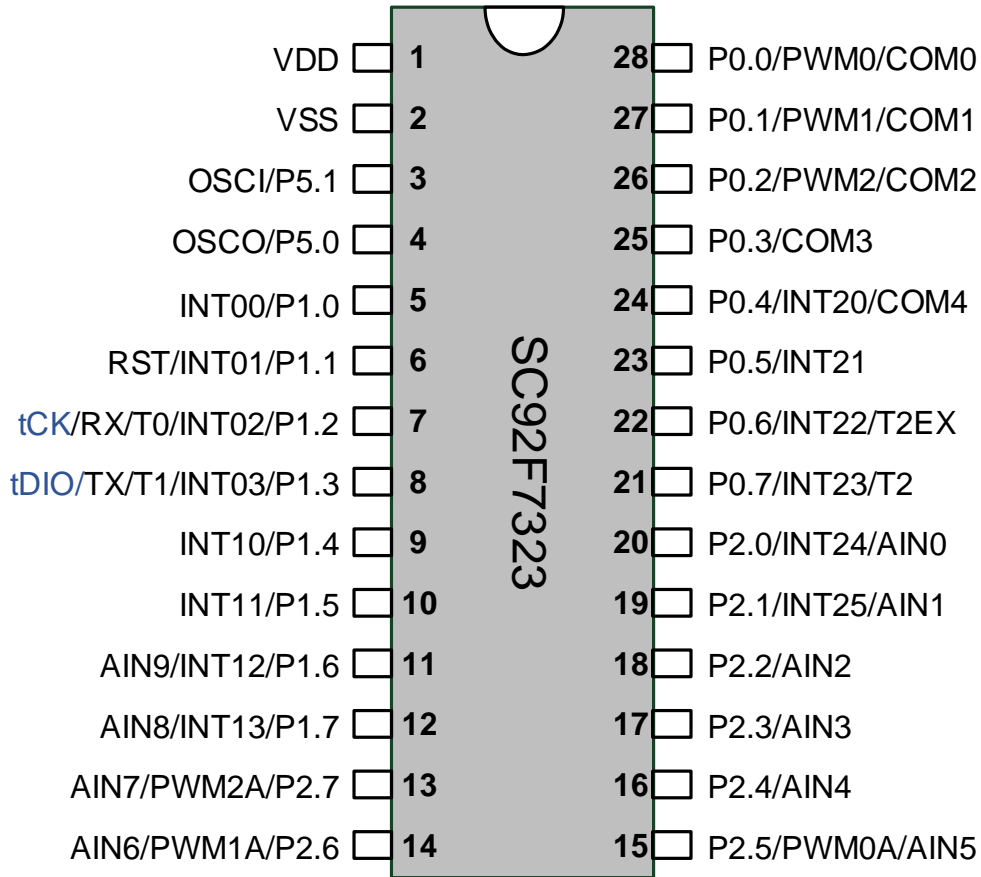 VDD 1 28 P0.0/PWM0/COM0
VSS 2 27 P0.1/PWM1/COM1
OSCI/P5.1 3 26 P0.2/PWM2/COM2
OSCO/P5.0 4 25 P0.3/COM3
INT00/P1.0 5 24 P0.4/INT20/COM4
RST/INT01/P1.1 6 23 P0.5/INT21
tCK/RX/T0/INT02/P1.2 7 22 P0.6/INT22/T2EX
tDIO/TX/T1/INT03/P1.3 8 21 P0.7/INT23/T2
INT10/P1.4 9 20 P2.0/INT24/AIN0
INT11/P1.5 10 19 P2.1/INT25/AIN1
AIN9/INT12/P1.6 11 18 P2.2/AIN2
AIN8/INT13/P1.7 12 17 P2.3/AIN3
AIN7/PWM2A/P2.7 13 16 P2.4/AIN4
AIN6/PWM1A/P2.6 14 15 P2.5/PWM0A/AIN5
SC92F7323